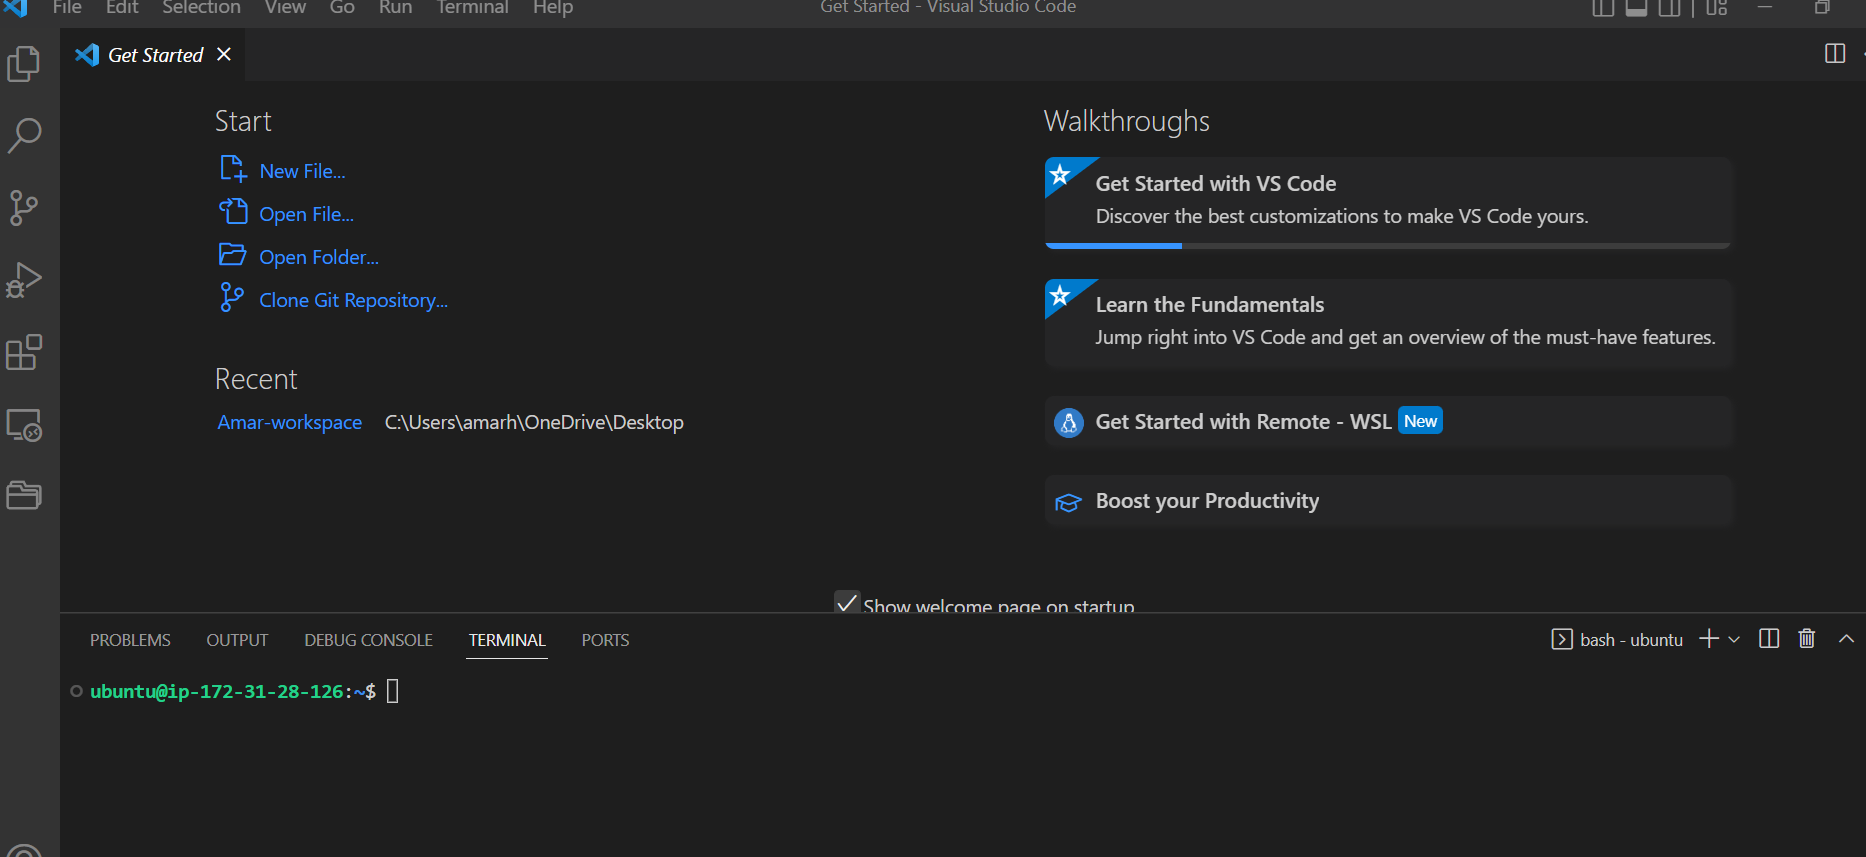 File Edit Selection View Go Run Terminal Help Get Started - Visual Studio Code
Get Started
Start
New File...
Open File...
Open Folder...
Clone Git Repository...
Recent
Amar-workspace C:\Users\amarh\OneDrive\Desktop
Walkthroughs
Get Started with VS Code
Discover the best customizations to make VS Code yours.
Learn the Fundamentals
Jump right into VS Code and get an overview of the must-have features.
Get Started with Remote - WSL New
Boost your Productivity
Show welcome page on startup
PROBLEMS OUTPUT DEBUG CONSOLE TERMINAL PORTS bash - ubuntu
ubuntu@ip-172-31-28-126:~$